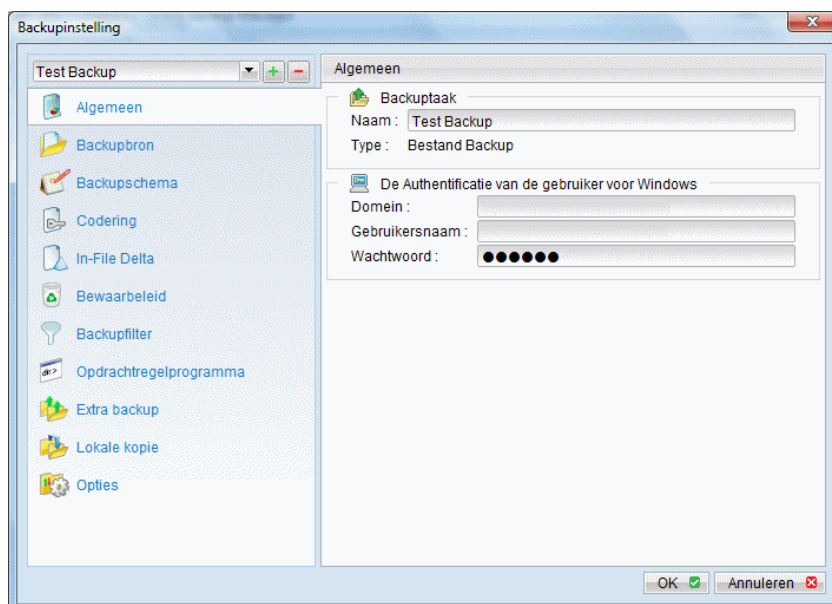 Backupinstelling
Test Backup
Algemeen
Backupbron
Backupschema
Codering
In-File Delta
Bewaarbeleid
Backupfilter
Opdrachtregelprogramma
Extra backup
Lokale kopie
Opties
Algemeen
Backuptaak
Naam : Test Backup
Type : Bestand Backup
De Authentificatie van de gebruiker voor Windows
Domein :
Gebruikersnaam :
Wachtwoord : ●●●●●●
OK
Annuleren